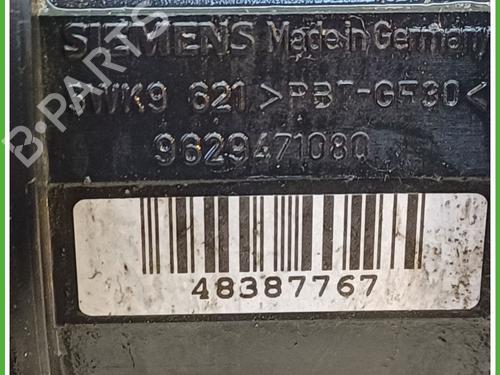 SIEMENS Made in Germany
5WK9 621 >PBT-GF30<
9629471080
48387767
B-PARTS